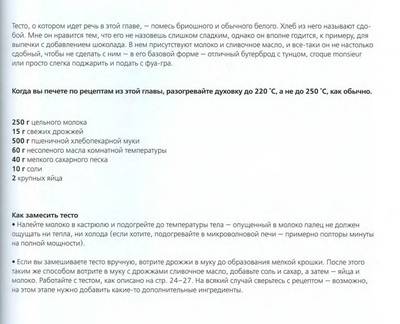 Тесто, о котором идет речь в этой главе, – помесь бриошного и обычного белого. Хлеб из него называют сдо-
бой. Мне он нравится тем, что его не назовешь слишком сладким, однако он вполне годится, к примеру, для
выпечки с добавлением шоколада. В нем присутствуют молоко и сливочное масло, и все-таки он не настолько
сдобный, чтобы не сделать с ним – в его базовой форме – отличный бутерброд с тунцом, croque monsieur
или просто слегка поджарить и подать с фуа-гра.
Когда вы печете по рецептам из этой главы, разогревайте духовку до 220 °С, а не до 250 °С, как обычно.
250 г цельного молока
15 г свежих дрожжей
500 г пшеничной хлебопекарной муки
60 г несоленого масла комнатной температуры
40 г мелкого сахарного песка
10 г соли
2 крупных яйца
Как замесить тесто
• Налейте молоко в кастрюлю и подогрейте до температуры тела – опущенный в молоко палец не должен
ощущать ни тепла, ни холода (если хотите, подогревайте в микроволновой печи – примерно полторы минуты
на полной мощности).
• Если вы замешиваете тесто вручную, вотрите дрожжи в муку до образования мелкой крошки. После этого
таким же способом вотрите в муку с дрожжами сливочное масло, добавьте соль и сахар, а затем – яйца и
молоко. Работайте с тестом, как описано на стр. 24–27. На всякий случай сверьтесь с рецептом – возможно,
на этом этапе нужно добавить какие-то дополнительные ингредиенты.